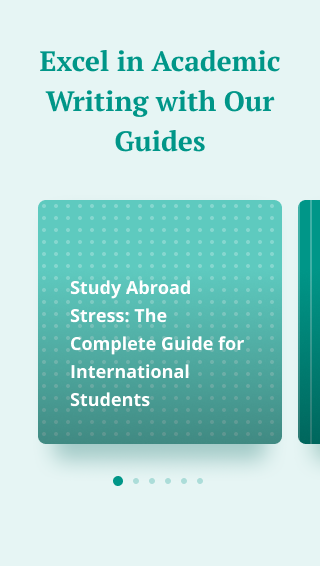 Excel in Academic
Writing with Our
Guides
Study Abroad
Stress: The
Complete Guide for
International
Students